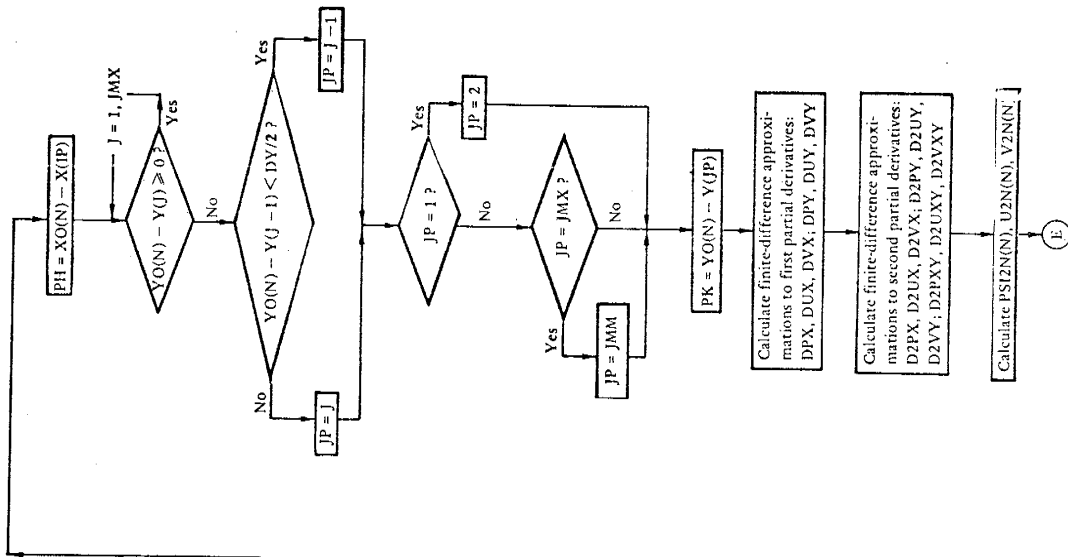 PH = XO(N) − X(IP)
J = 1, JMX
YO(N) − Y(J) ⩾ 0 ?
Yes
No
YO(N) − Y(J − 1) < DY/2 ?
Yes
No
JP = J − 1
JP = J
JP = 1 ?
Yes
JP = 2
No
JP = JMX ?
Yes
No
JP = JMM
PK = YO(N) − Y(JP)
Calculate finite-difference approxi-
mations to first partial derivatives:
DPX, DUX, DVX; DPY, DUY, DVY
Calculate finite-difference approxi-
mations to second partial derivatives:
D2PX, D2UX, D2VX; D2PY, D2UY,
D2VY; D2PXY, D2UXY, D2VXY
Calculate PSI2N(N), U2N(N), V2N(N)
E